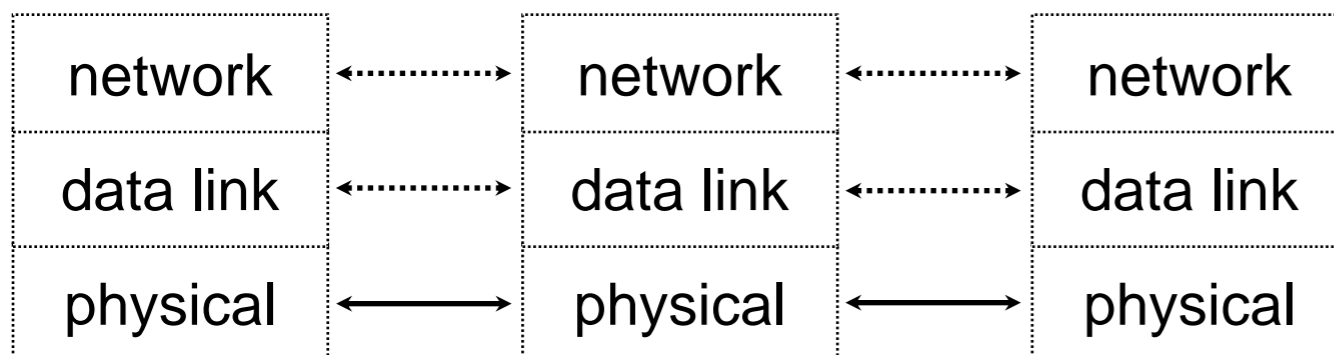 network network network
data link data link data link
physical physical physical